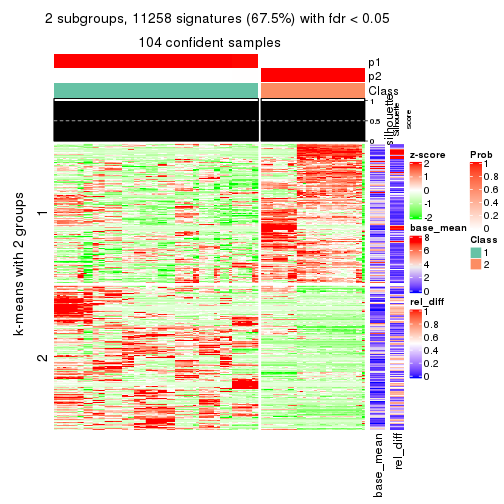 2 subgroups, 11258 signatures (67.5%) with fdr < 0.05
104 confident samples
p1
p2
Class
1
0.5
0
silhouette
Silhouette
score
k-means with 2 groups
1
2
base_mean
rel_diff
z-score
2
1
0
-1
-2
base_mean
8
6
4
2
0
rel_diff
1
0.8
0.6
0.4
0.2
0
Prob
1
0.8
0.6
0.4
0.2
0
Class
1
2